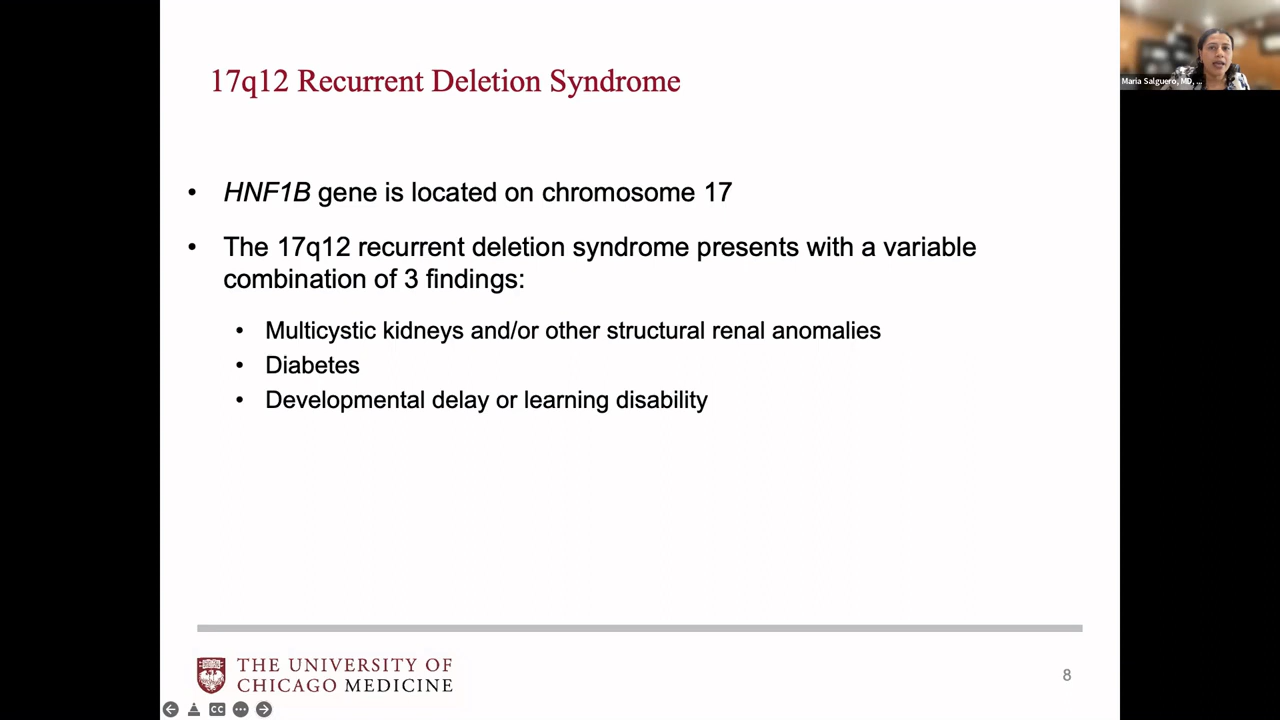 17q12 Recurrent Deletion Syndrome
Maria Salguero, MD, ...
• HNF1B gene is located on chromosome 17
• The 17q12 recurrent deletion syndrome presents with a variable
combination of 3 findings:
• Multicystic kidneys and/or other structural renal anomalies
• Diabetes
• Developmental delay or learning disability
THE UNIVERSITY OF
CHICAGO MEDICINE
8
CC